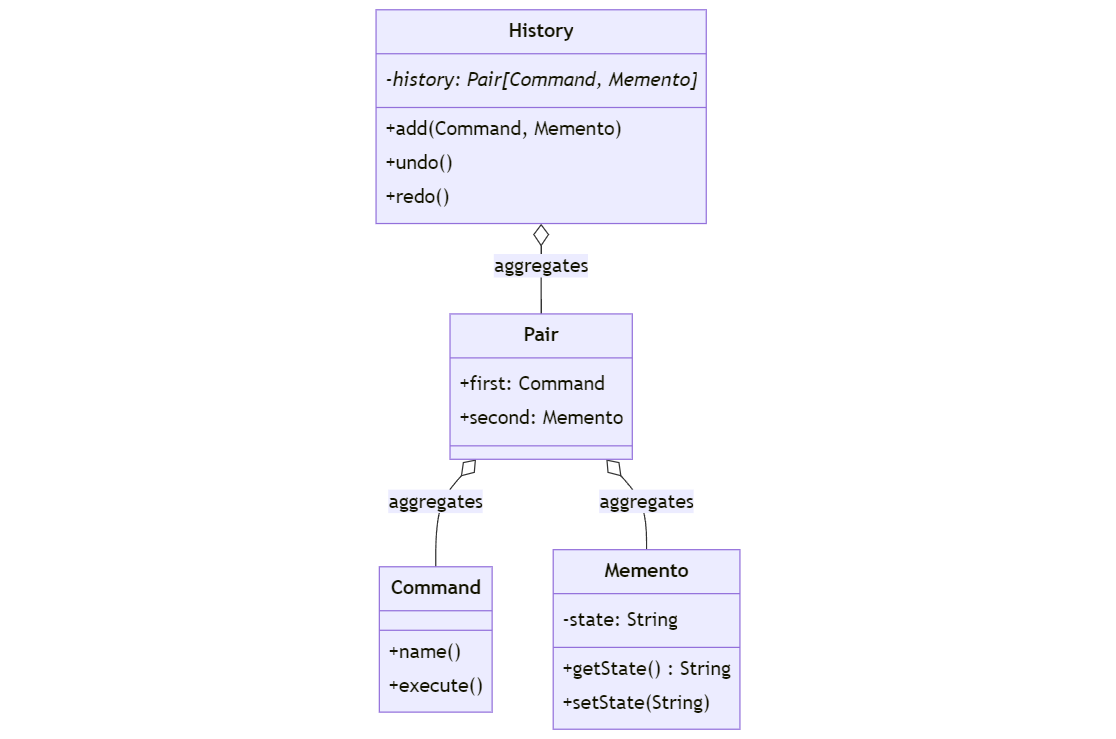 History
-history: Pair[Command, Memento]
+add(Command, Memento)
+undo()
+redo()
aggregates
Pair
+first: Command
+second: Memento
aggregates
aggregates
Command
+name()
+execute()
Memento
-state: String
+getState() : String
+setState(String)